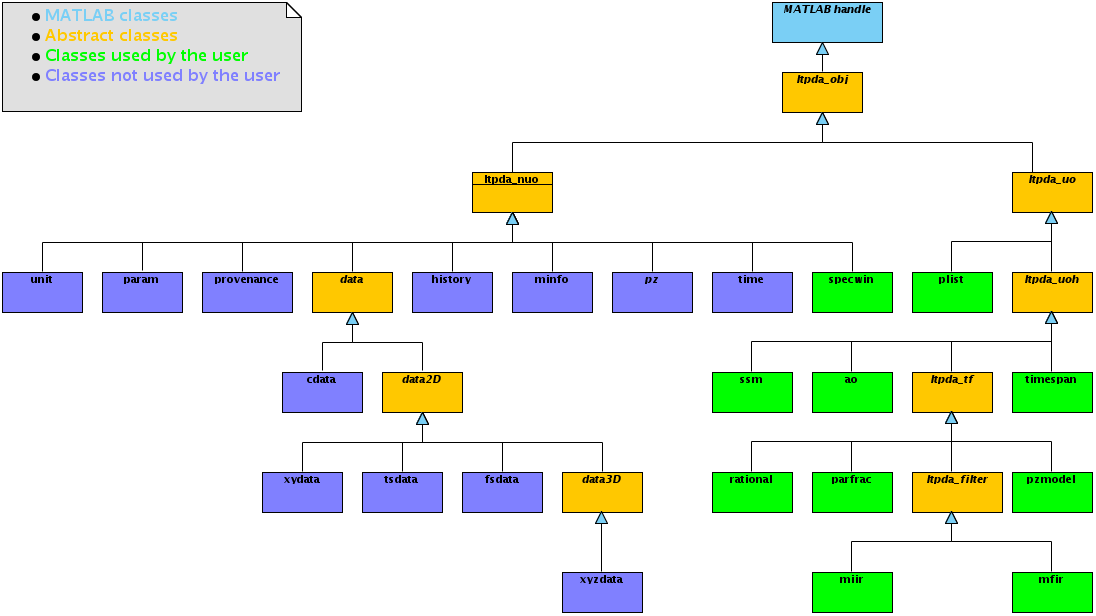 MATLAB classes
Abstract classes
Classes used by the user
Classes not used by the user
MATLAB handle
ltpda_obj
ltpda_nuo
ltpda_uo
unit
param
provenance
data
history
minfo
pz
time
specwin
plist
ltpda_uoh
cdata
data2D
ssm
ao
ltpda_tf
timespan
xydata
tsdata
fsdata
data3D
rational
parfrac
ltpda_filter
pzmodel
xyzdata
miir
mfir